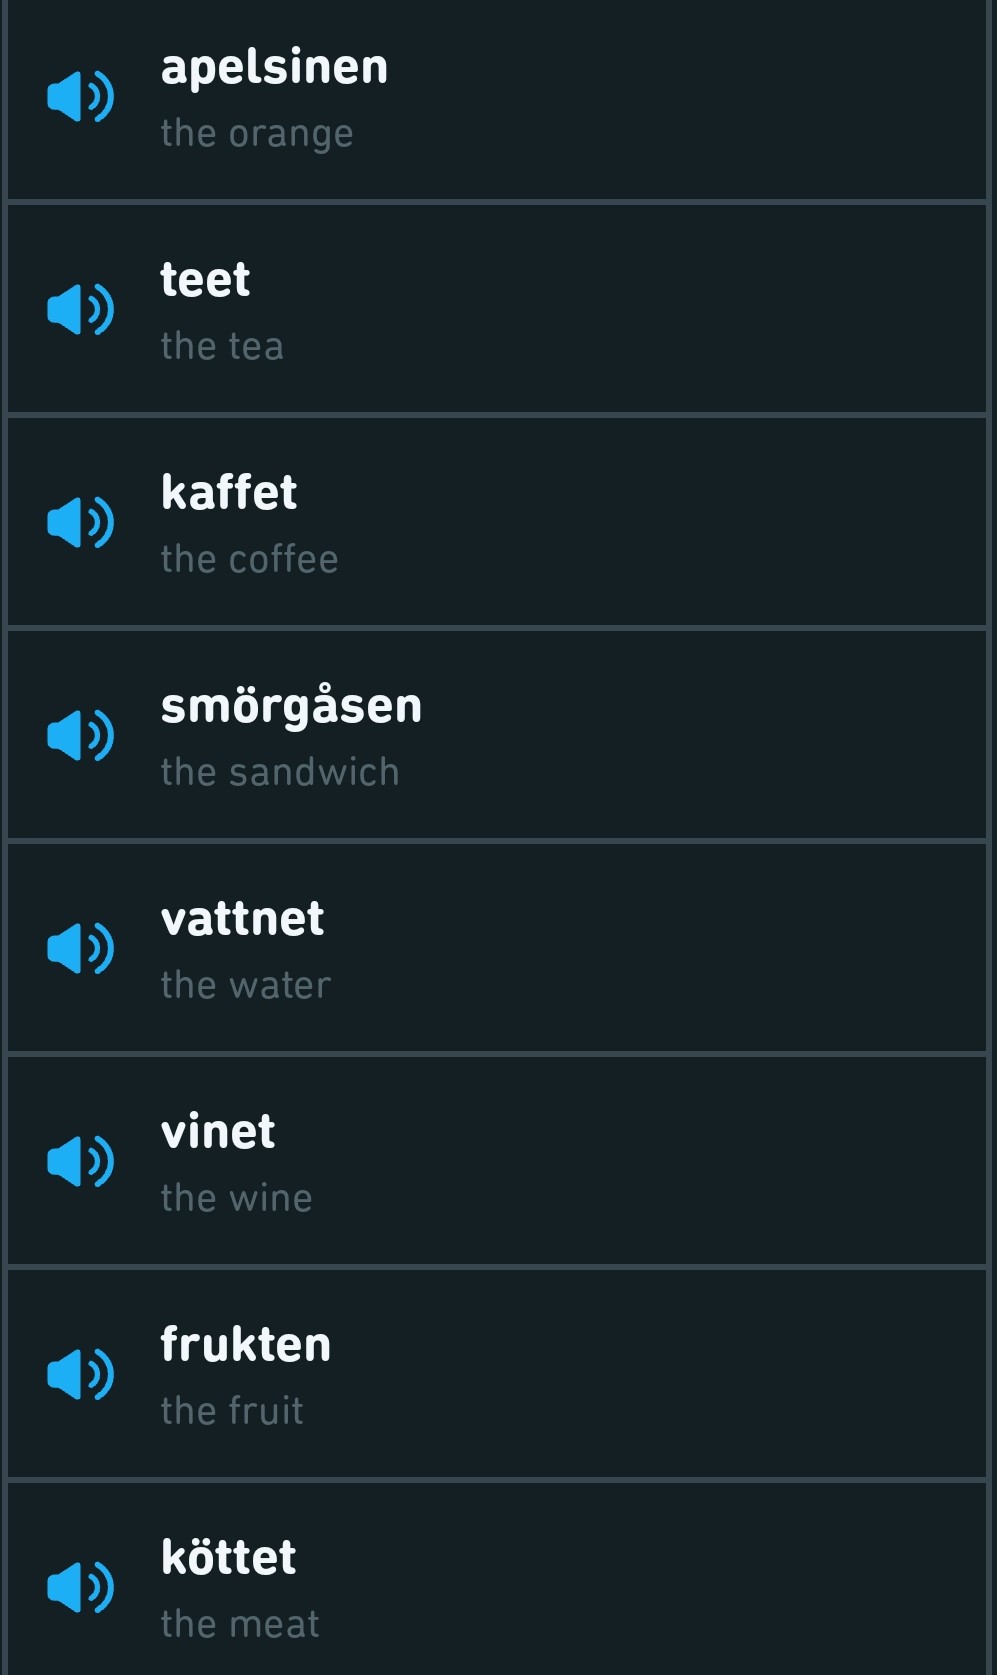 apelsinen
the orange
teet
the tea
kaffet
the coffee
smörgåsen
the sandwich
vattnet
the water
vinet
the wine
frukten
the fruit
köttet
the meat